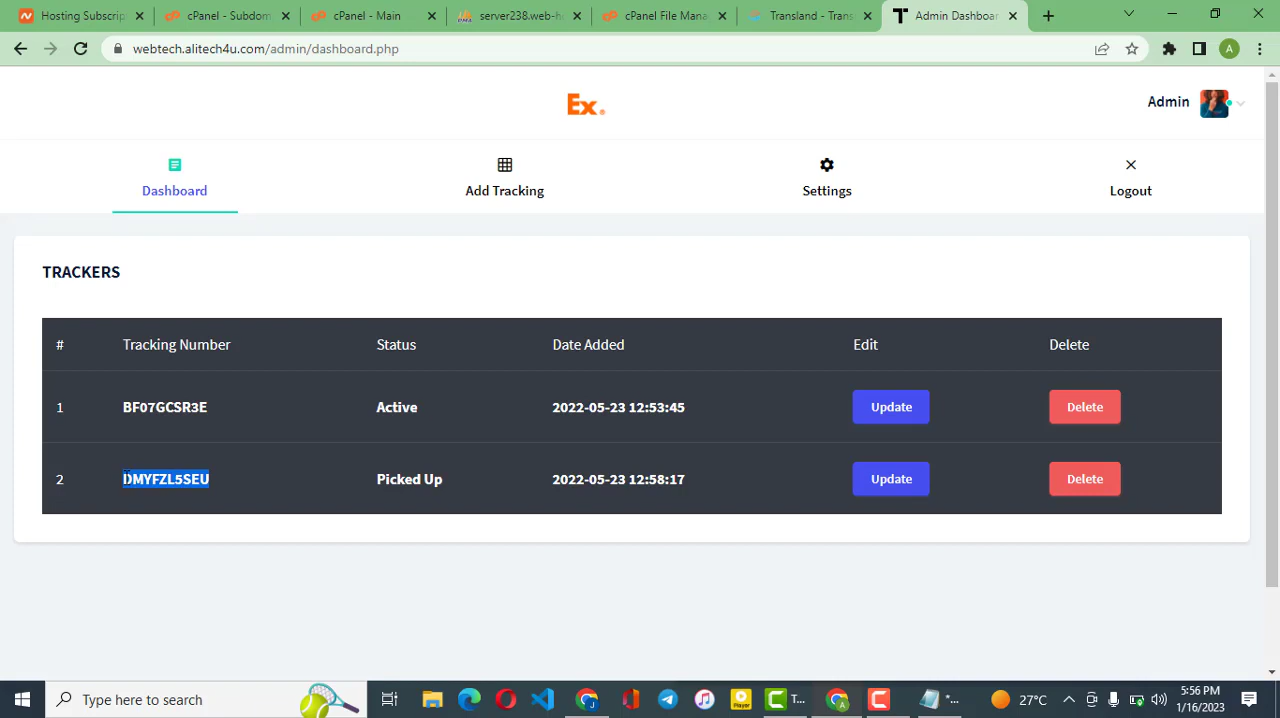 Hosting Subscrip
cPanel - Subdom
cPanel - Main
server238.web-h
cPanel File Mana
Transland - Trans
Admin Dashboar
webtech.alitech4u.com/admin/dashboard.php
A
Ex.
Admin
Dashboard
Add Tracking
Settings
Logout
TRACKERS
# Tracking Number Status Date Added Edit Delete
1 BF07GCSR3E Active 2022-05-23 12:53:45 Update Delete
2 DMYFZL5SEU Picked Up 2022-05-23 12:58:17 Update Delete
Type here to search
T...
27°C
5:56 PM
1/16/2023